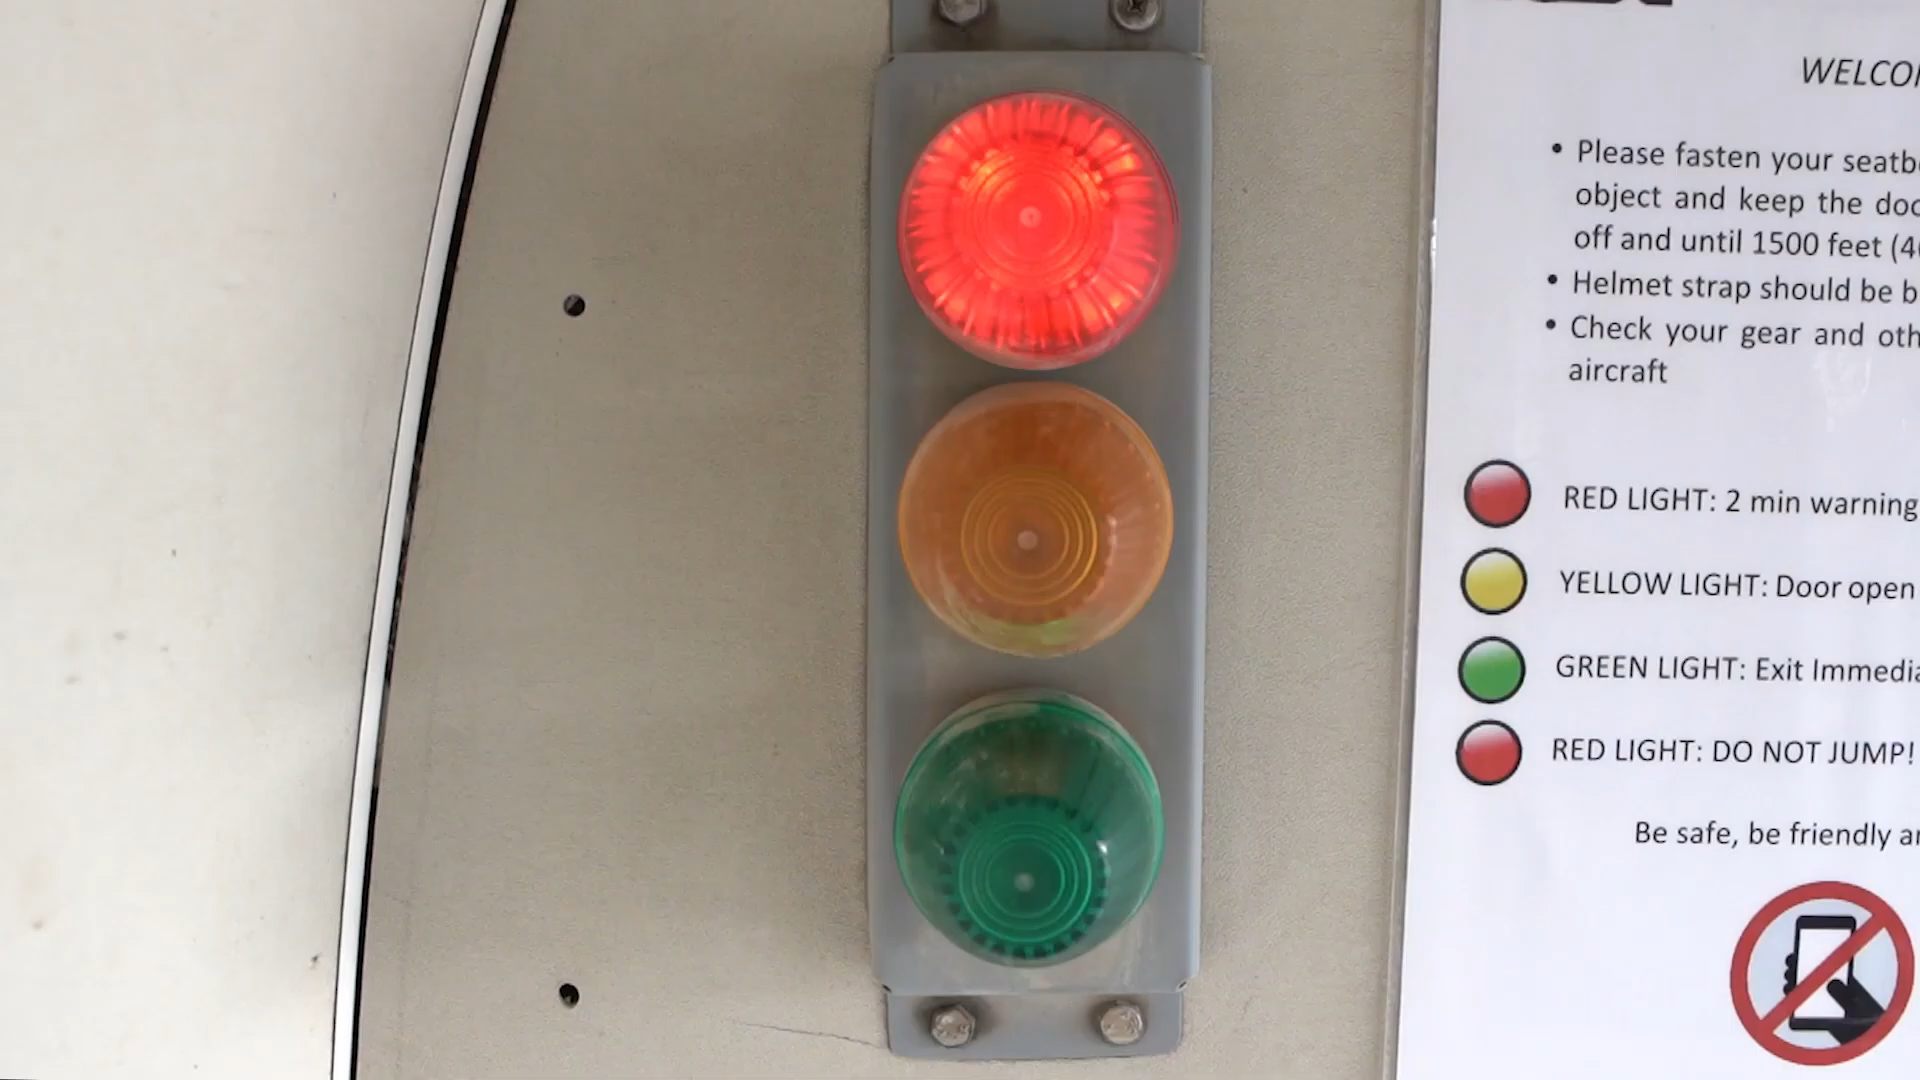 WELCO
• Please fasten your seatb
object and keep the doo
off and until 1500 feet (4
• Helmet strap should be b
• Check your gear and oth
aircraft
RED LIGHT: 2 min warning
YELLOW LIGHT: Door open
GREEN LIGHT: Exit Immedia
RED LIGHT: DO NOT JUMP!
Be safe, be friendly a